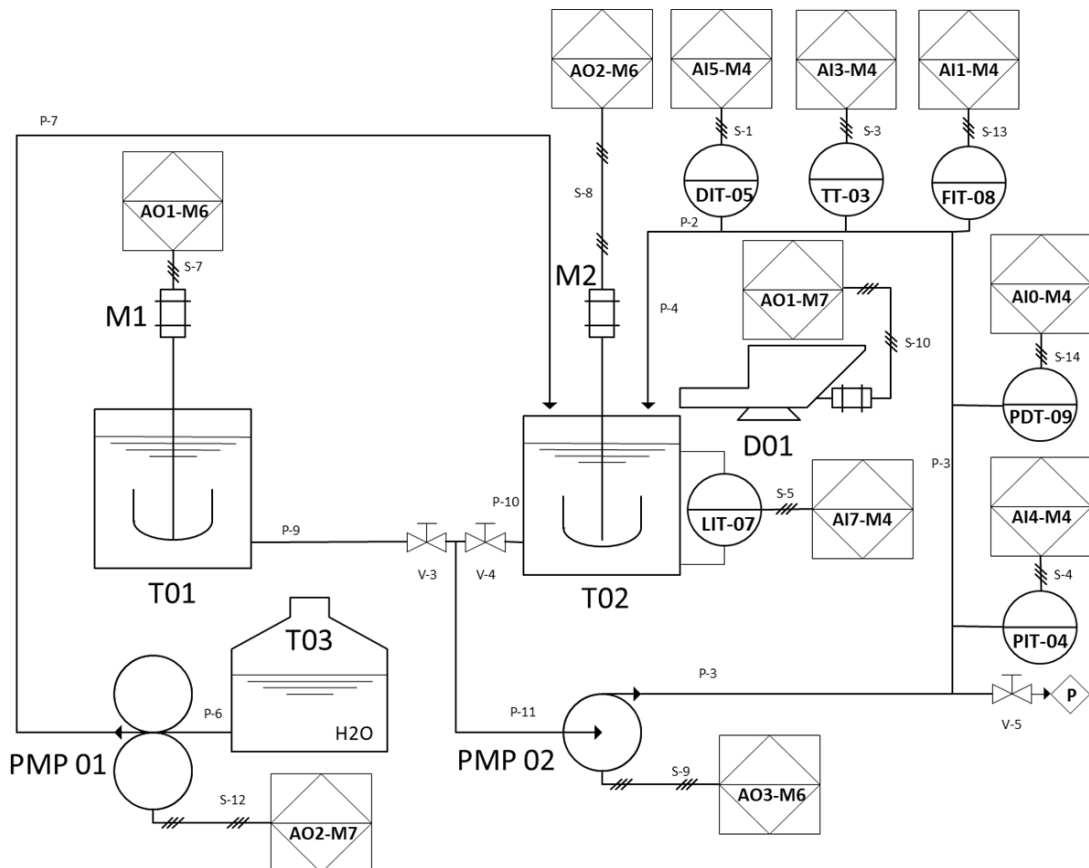 AO2-M6
AI5-M4
AI3-M4
AI1-M4
P-7
S-1
S-3
S-13
AO1-M6
S-8
DIT-05
TT-03
FIT-08
P-2
S-7
M2
M1
AO1-M7
AI0-M4
P-4
S-10
S-14
PDT-09
D01
P-3
P-10
S-5
LIT-07
AI7-M4
AI4-M4
P-9
V-3
V-4
S-4
T01
T02
T03
PIT-04
P-3
P-6
P-11
P
V-5
H2O
PMP 01
PMP 02
S-9
AO3-M6
S-12
AO2-M7